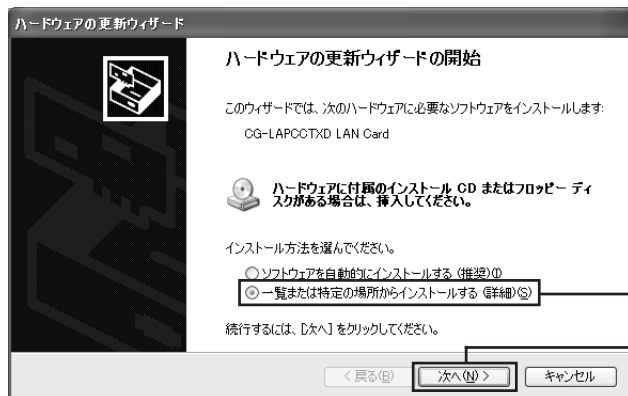 ハードウェアの更新ウィザード
ハードウェアの更新ウィザードの開始
このウィザードでは、次のハードウェアに必要なソフトウェアをインストールします:
CG-LAPCCTXD LAN Card
ハードウェアに付属のインストール CD またはフロッピー ディ
スクがある場合は、挿入してください。
インストール方法を選んでください。
ソフトウェアを自動的にインストールする (推奨)(I)
一覧または特定の場所からインストールする (詳細)(S)
続行するには、[次へ] をクリックしてください。
< 戻る(B)
次へ(N) >
キャンセル